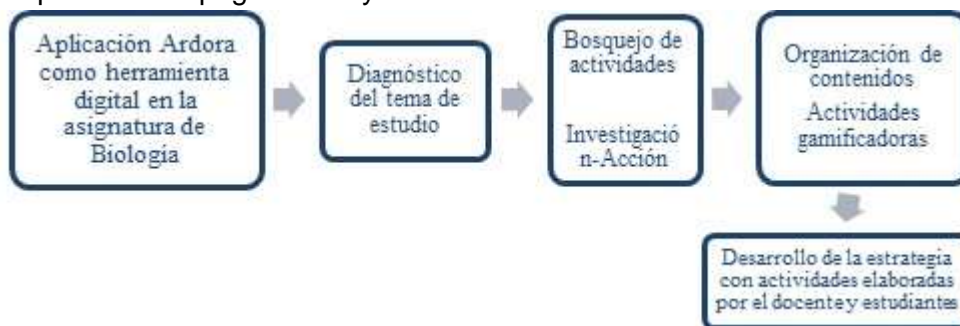 Aplicación Ardora
como herramienta
digital en la
asignatura de
Biología
Diagnóstico
del tema de
estudio
Bosquejo de
actividades
Investigació
n-Acción
Organización de
contenidos
Actividades
gamificadoras
Desarrollo de la estrategia
con actividades elaboradas
por el docente y estudiantes